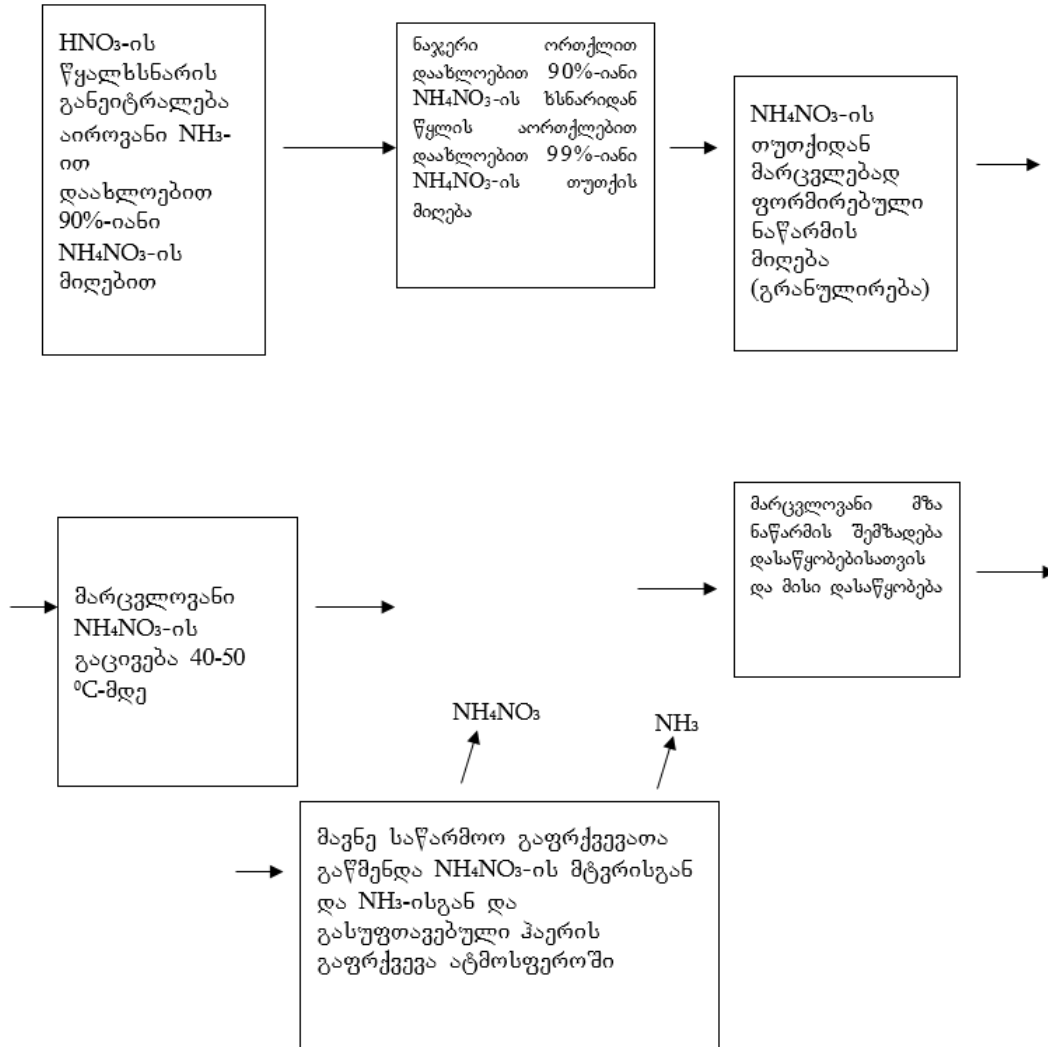 HNO₃-ის
წყალხსნარის
განეიტრალება
აიროვანი NH₃-
ით
დაახლოებით
90%-იანი
NH₄NO₃-ის
მიღებით
ნაჯერი ორთქლით
დაახლოებით 90%-იანი
NH₄NO₃-ის ხსნარიდან
წყლის აორთქლებით
დაახლოებით 99%-იანი
NH₄NO₃-ის თუთქის
მიღება
NH₄NO₃-ის
თუთქიდან
მარცვლებად
ფორმირებული
ნაწარმის
მიღება
(გრანულირება)
მარცვლოვანი
NH₄NO₃-ის
გაცივება 40-50
⁰C-მდე
მარცვლოვანი მზა
ნაწარმის შემზადება
დასაწყობებისათვის
და მისი დასაწყობება
NH₄NO₃
NH₃
მავნე საწარმოო გაფრქვევათა
გაწმენდა NH₄NO₃-ის მტვრისგან
და NH₃-ისგან და
გასუფთავებული ჰაერის
გაფრქვევა ატმოსფეროში